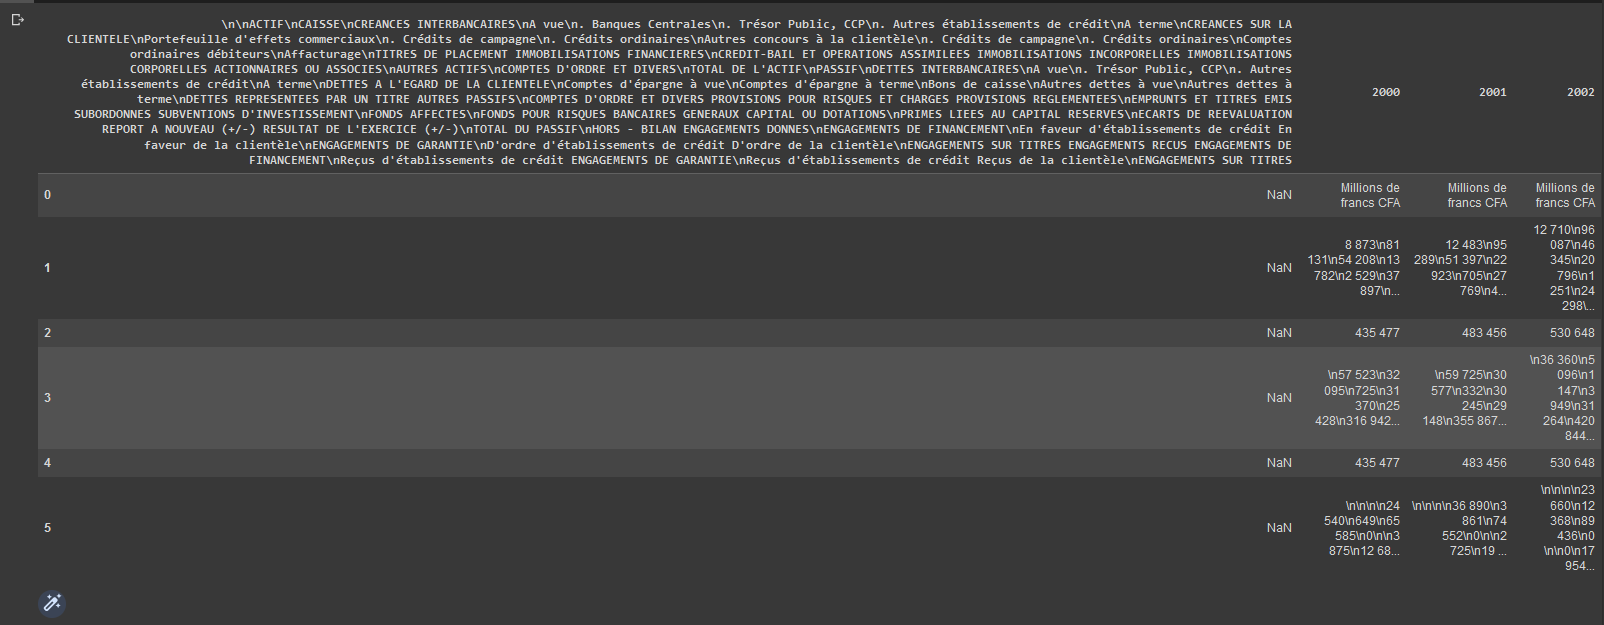 \n\nACTIF\nCAISSE\nCREANCES INTERBANCAIRES\nA vue\n. Banques Centrales\n. Trésor Public, CCP\n. Autres établissements de crédit\nA terme\nCREANCES SUR LA
CLIENTELE\nPortefeuille d'effets commerciaux\n. Crédits de campagne\n. Crédits ordinaires\nAutres concours à la clientèle\n. Crédits de campagne\n. Crédits ordinaires\nComptes
ordinaires débiteurs\nAffacturage\nTITRES DE PLACEMENT IMMOBILISATIONS FINANCIERES\nCREDIT-BAIL ET OPERATIONS ASSIMILEES IMMOBILISATIONS INCORPORELLES IMMOBILISATIONS
CORPORELLES ACTIONNAIRES OU ASSOCIES\nAUTRES ACTIFS\nCOMPTES D'ORDRE ET DIVERS\nTOTAL DE L'ACTIF\nPASSIF\nDETTES INTERBANCAIRES\nA vue\n. Trésor Public, CCP\n. Autres
établissements de crédit\nA terme\nDETTES A L'EGARD DE LA CLIENTELE\nComptes d'épargne à vue\nComptes d'épargne à terme\nBons de caisse\nAutres dettes à vue\nAutres dettes à
terme\nDETTES REPRESENTEES PAR UN TITRE AUTRES PASSIFS\nCOMPTES D'ORDRE ET DIVERS PROVISIONS POUR RISQUES ET CHARGES PROVISIONS REGLEMENTEES\nEMPRUNTS ET TITRES EMIS
SUBORDONNES SUBVENTIONS D'INVESTISSEMENT\nFONDS AFFECTES\nFONDS POUR RISQUES BANCAIRES GENERAUX CAPITAL OU DOTATIONS\nPRIMES LIEES AU CAPITAL RESERVES\nECARTS DE REEVALUATION
REPORT A NOUVEAU (+/-) RESULTAT DE L'EXERCICE (+/-)\nTOTAL DU PASSIF\nHORS - BILAN ENGAGEMENTS DONNES\nENGAGEMENTS DE FINANCEMENT\nEn faveur d'établissements de crédit En
faveur de la clientèle\nENGAGEMENTS DE GARANTIE\nD'ordre d'établissements de crédit D'ordre de la clientèle\nENGAGEMENTS SUR TITRES ENGAGEMENTS RECUS ENGAGEMENTS DE
FINANCEMENT\nReçus d'établissements de crédit ENGAGEMENTS DE GARANTIE\nReçus d'établissements de crédit Reçus de la clientèle\nENGAGEMENTS SUR TITRES
2000 2001 2002
0 NaN
Millions de
francs CFA
Millions de
francs CFA
Millions de
francs CFA
1 NaN
8 873\n81
131\n54 208\n13
782\n2 529\n37
897\n...
12 483\n95
289\n51 397\n22
923\n705\n27
769\n4...
12 710\n96
087\n46
345\n20
796\n1
251\n24
298\...
2 NaN 435 477 483 456 530 648
3 NaN
\n57 523\n32
095\n725\n31
370\n25
428\n316 942...
\n59 725\n30
577\n332\n30
245\n29
148\n355 867...
\n36 360\n5
096\n1
147\n3
949\n31
264\n420
844...
4 NaN 435 477 483 456 530 648
5 NaN
\n\n\n\n24
540\n649\n65
585\n0\n\n3
875\n12 68...
\n\n\n\n36 890\n3
861\n74
552\n0\n\n2
725\n19 ...
\n\n\n\n23
660\n12
368\n89
436\n0
\n\n0\n17
954...